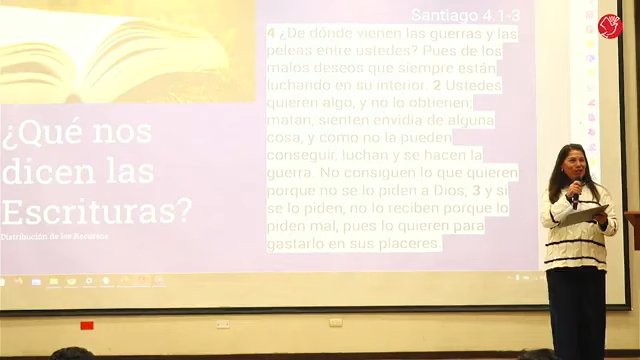 Santiago 4.1-3
4 ¿De dónde vienen las guerras y las
peleas entre ustedes? Pues de los
malos deseos que siempre están
luchando en su interior. 2 Ustedes
quieren algo, y no lo obtienen;
matan, sienten envidia de alguna
cosa, y como no la pueden
conseguir, luchan y se hacen la
guerra. No consiguen lo que quieren
porque no se lo piden a Dios; 3 y si
se lo piden, no lo reciben porque lo
piden mal, pues lo quieren para
gastarlo en sus placeres.
¿Qué nos
dicen las
Escrituras?
Distribución de los Recursos